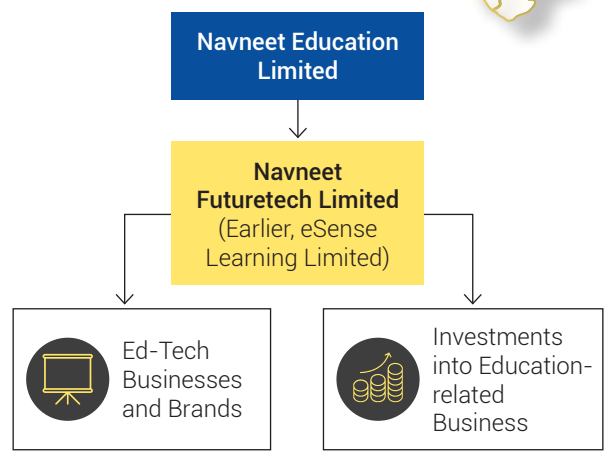 Navneet Education
Limited
Navneet
Futuretech Limited
(Earlier, eSense
Learning Limited)
Ed-Tech
Businesses
and Brands
Investments
into Education-
related
Business